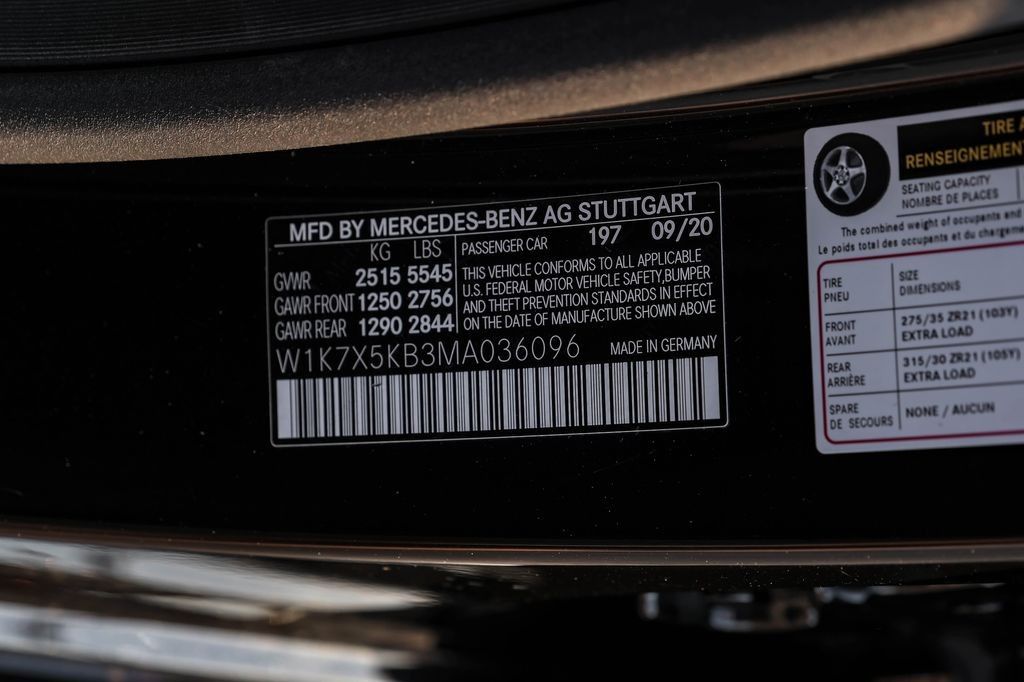 MFD BY MERCEDES-BENZ AG STUTTGART
KG LBS PASSENGER CAR 197 09/20
GVWR 2515 5545
GAWR FRONT 1250 2756
GAWR REAR 1290 2844
THIS VEHICLE CONFORMS TO ALL APPLICABLE
U.S. FEDERAL MOTOR VEHICLE SAFETY, BUMPER
AND THEFT PREVENTION STANDARDS IN EFFECT
ON THE DATE OF MANUFACTURE SHOWN ABOVE
W1K7X5KB3MA036096 MADE IN GERMANY
TIRE A
RENSEIGNEMENT
SEATING CAPACITY
NOMBRE DE PLACES
The combined weight of occupants and
Le poids total des occupants et du chargeme
TIRE SIZE
PNEU DIMENSIONS
FRONT 275/35 ZR21 (103Y)
AVANT EXTRA LOAD
REAR 315/30 ZR21 (105Y)
ARRIÈRE EXTRA LOAD
SPARE NONE / AUCUN
DE SECOURS